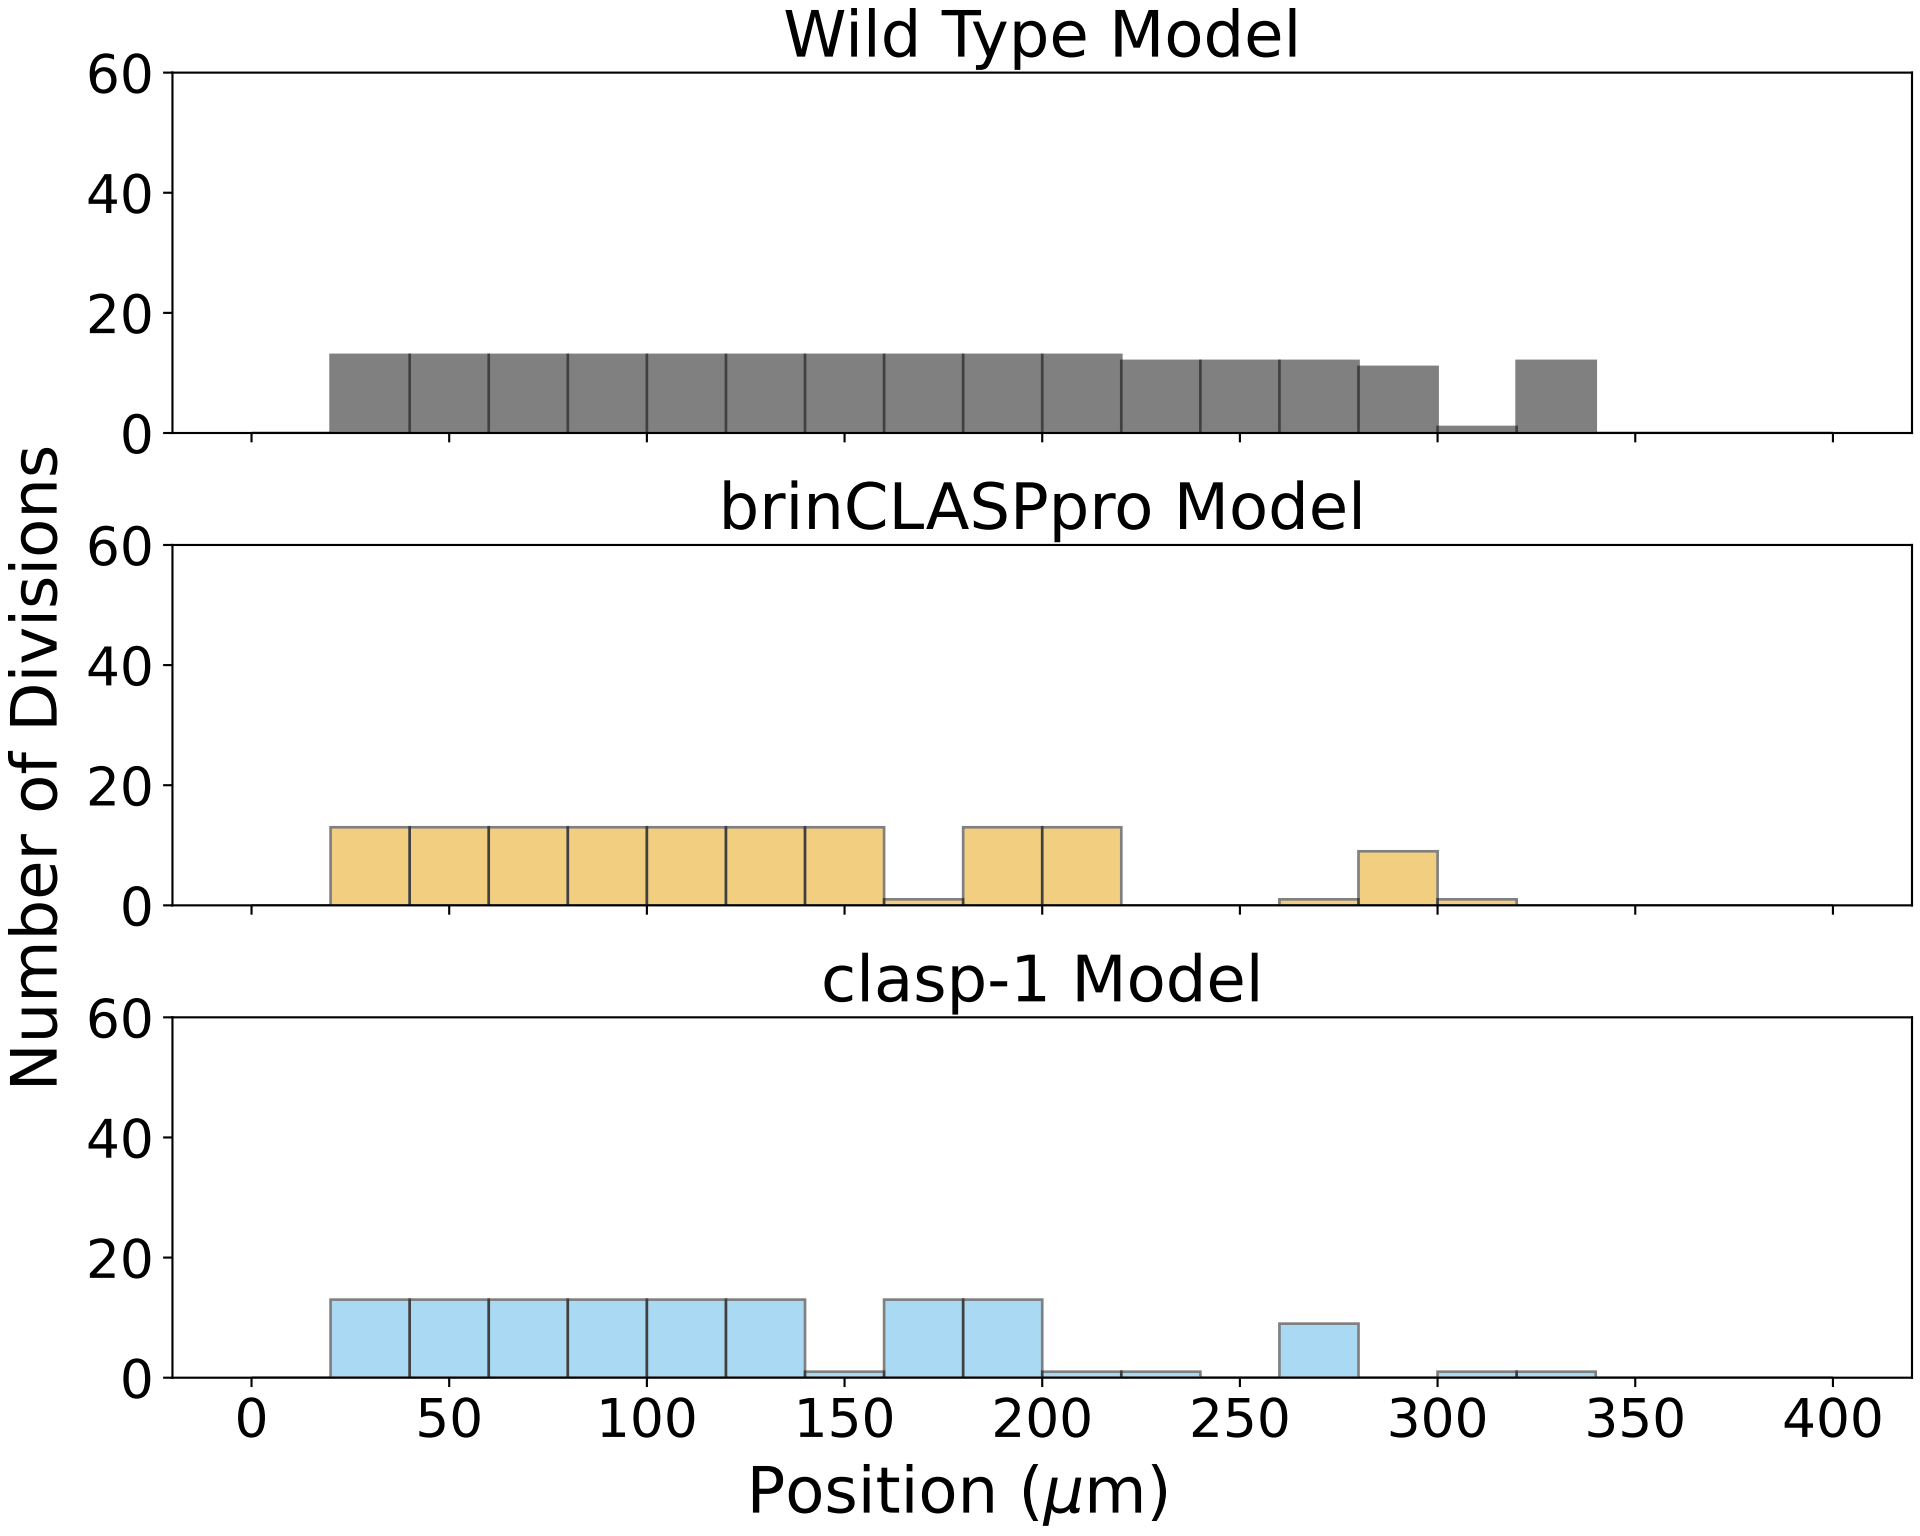 Wild Type Model
60
40
20
0
brinCLASPpro Model
60
40
20
0
Number of Divisions
clasp-1 Model
60
40
20
0
0 50 100 150 200 250 300 350 400
Position (μm)